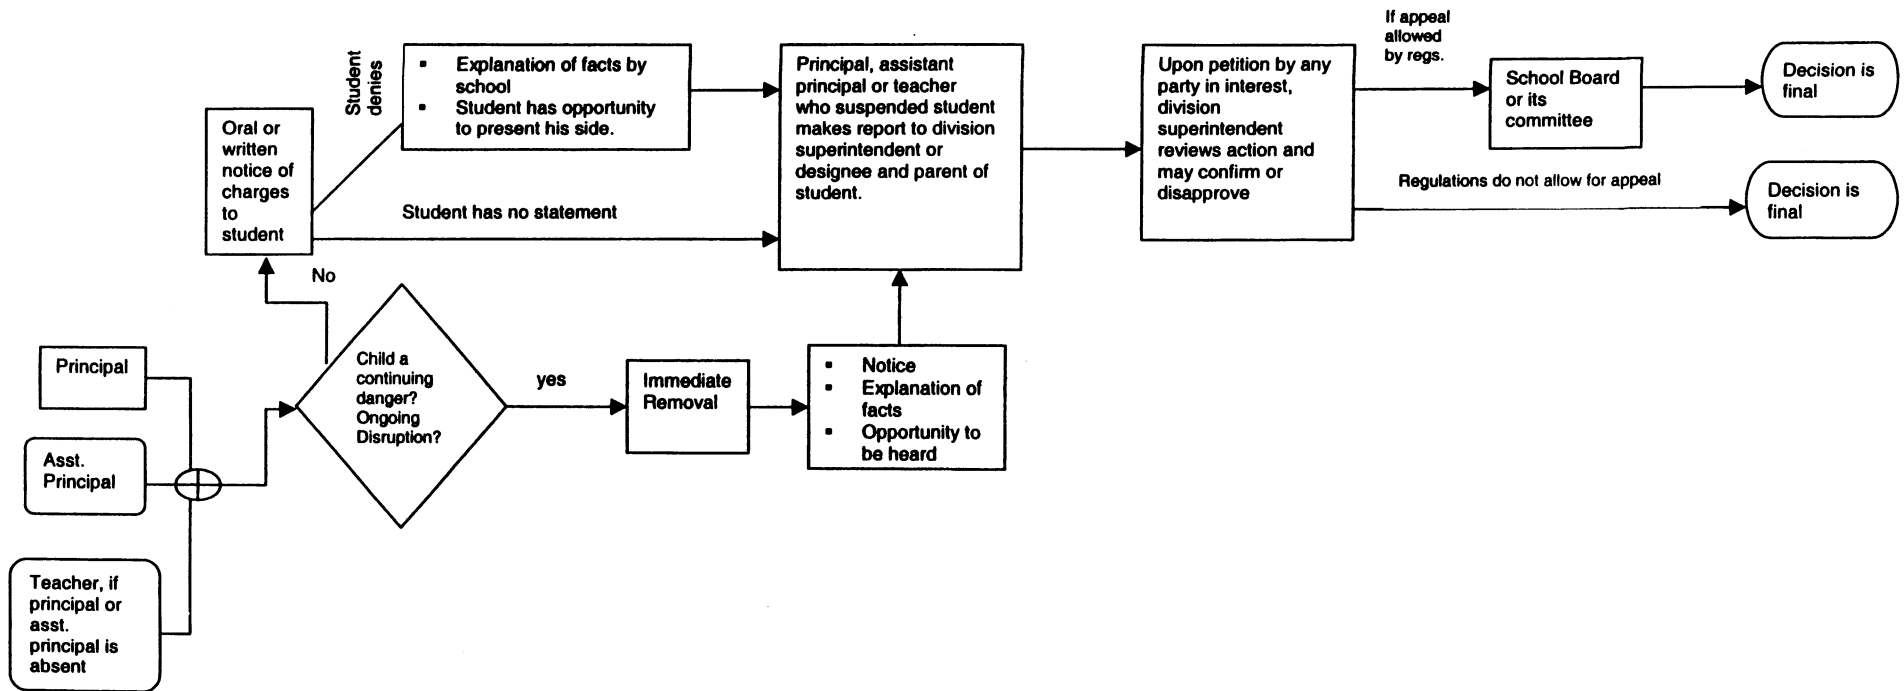 If appeal
allowed
by regs.
Student
denies
▪ Explanation of facts by
school
▪ Student has opportunity
to present his side.
Principal, assistant
principal or teacher
who suspended student
makes report to division
superintendent or
designee and parent of
student.
Upon petition by any
party in interest,
division
superintendent
reviews action and
may confirm or
disapprove
School Board
or its
committee
Decision is
final
Oral or
written
notice of
charges
to
student
Student has no statement
Regulations do not allow for appeal
Decision is
final
No
Principal
Asst.
Principal
Teacher, if
principal or
asst.
principal is
absent
Child a
continuing
danger?
Ongoing
Disruption?
yes
Immediate
Removal
▪ Notice
▪ Explanation of
facts
▪ Opportunity to
be heard